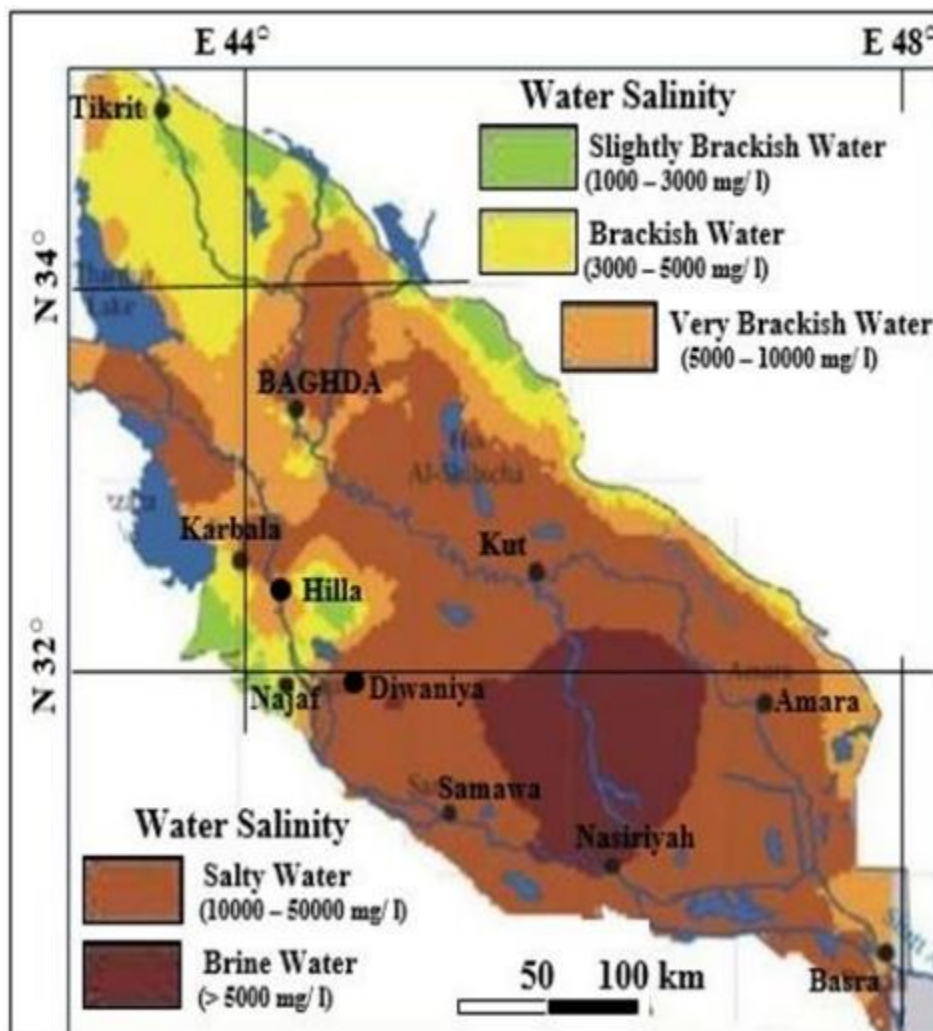 E 44° E 48°
Water Salinity
Slightly Brackish Water
(1000 – 3000 mg/ l)
Brackish Water
(3000 – 5000 mg/ l)
Very Brackish Water
(5000 – 10000 mg/ l)
N 34°
N 32°
Tikrit
Lake
BAGHDA
Karbala
Kut
Hilla
Najaf
Diwaniya
Amara
Amara
Samawa
Nasiriyah
Basra
Water Salinity
Salty Water
(10000 – 50000 mg/ l)
Brine Water
(> 5000 mg/ l)
50 100 km